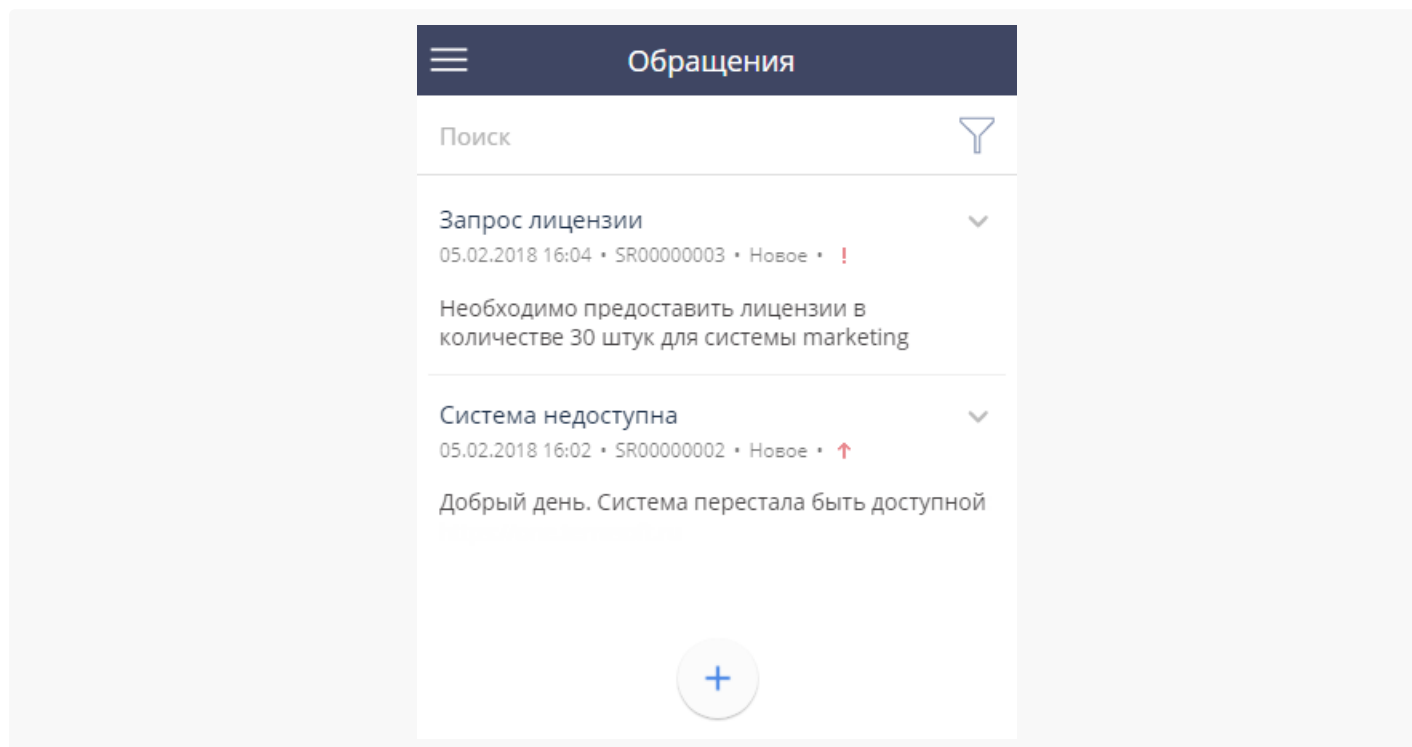 Обращения
Поиск
Запрос лицензии
05.02.2018 16:04 • SR00000003 • Новое • !
Необходимо предоставить лицензии в
количестве 30 штук для системы marketing
Система недоступна
05.02.2018 16:02 • SR00000002 • Новое • ↑
Добрый день. Система перестала быть доступной
+